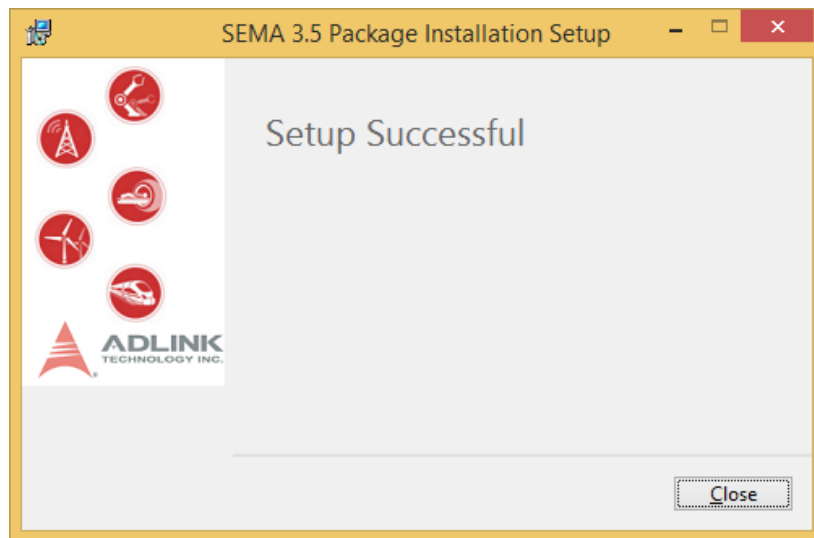 SEMA 3.5 Package Installation Setup
Setup Successful
ADLINK
TECHNOLOGY INC.
Close